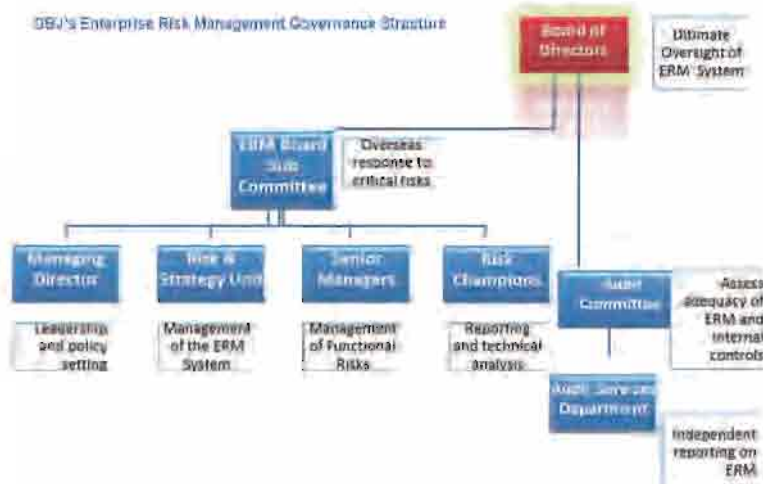 DBJ's Enterprise Risk Management Governance Structure
Board of
Directors
Ultimate
Oversight of
ERM System
ERM Board
Sub
Committee
Overseas
response to
critical risks
Managing
Director
Risk &
Strategy Unit
Senior
Managers
Risk
Champions
Leadership
and policy
setting
Management
of the ERM
System
Management
of Functional
Risks
Reporting
and technical
analysis
Audit
Committee
Assess
adequacy of
ERM and
internal
controls
Audit Services
Department
Independent
reporting on
ERM